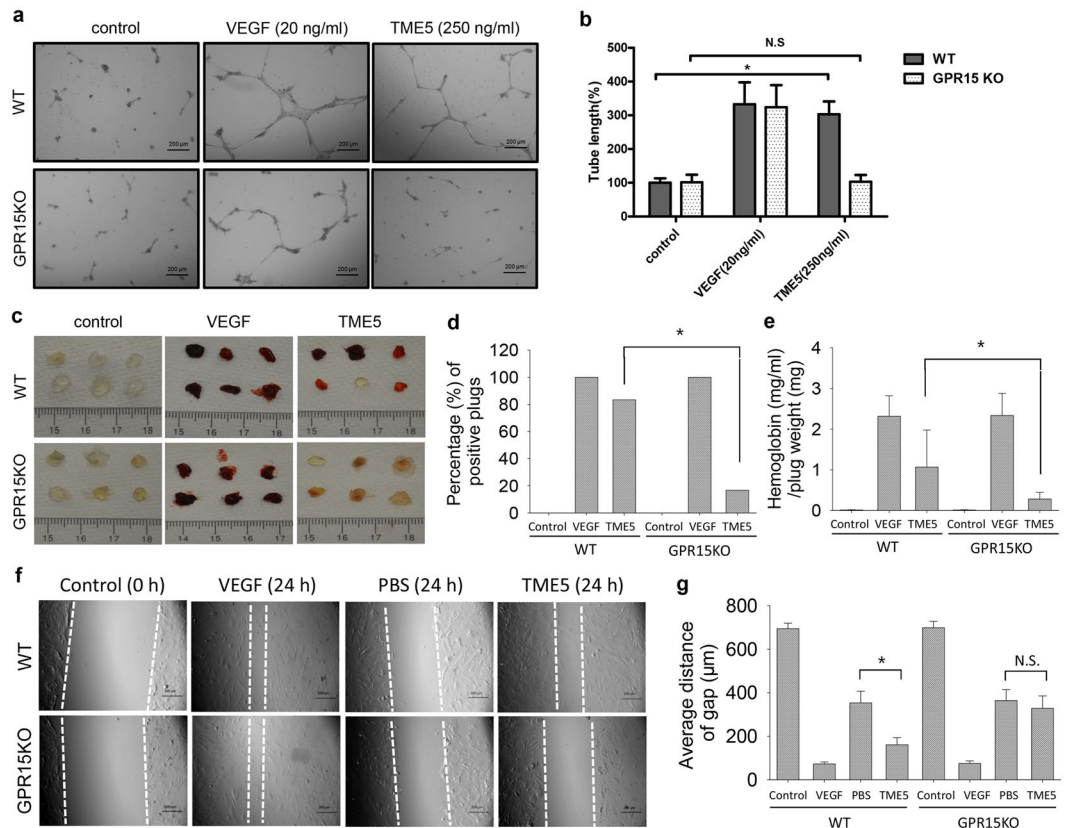 a
control
VEGF (20 ng/ml)
TME5 (250 ng/ml)
WT
200 µm
200 µm
200 µm
GPR15KO
200 µm
200 µm
200 µm
b
N.S
*
WT
GPR15 KO
Tube length(%)
500
400
300
200
100
0
control
VEGF(20ng/ml)
TME5(250ng/ml)
c
control
VEGF
TME5
WT
15 16 17 18
14 15 16 17
15 16 17 18
GPR15KO
15 16 17 18
14 15 16 17
14 15 16 17 18
d
*
Percentage (%) of
positive plugs
120
100
80
60
40
20
0
Control VEGF TME5 Control VEGF TME5
WT GPR15KO
e
*
Hemoglobin (mg/ml)
/plug weight (mg)
4
3
2
1
0
Control VEGF TME5 Control VEGF TME5
WT GPR15KO
f
Control (0 h)
VEGF (24 h)
PBS (24 h)
TME5 (24 h)
WT
GPR15KO
g
Average distance
of gap (µm)
800
600
400
200
0
*
N.S.
Control VEGF PBS TME5 Control VEGF PBS TME5
WT GPR15KO